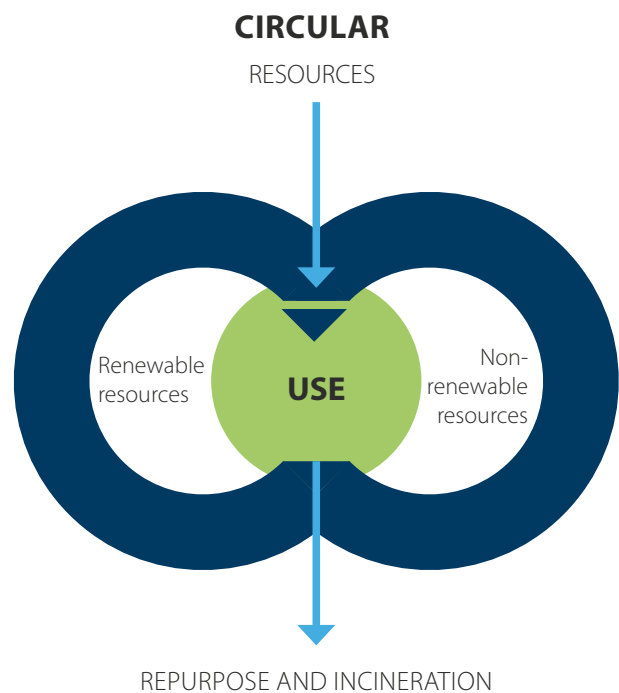 CIRCULAR
RESOURCES
Renewable
resources
USE
Non-
renewable
resources
REPURPOSE AND INCINERATION